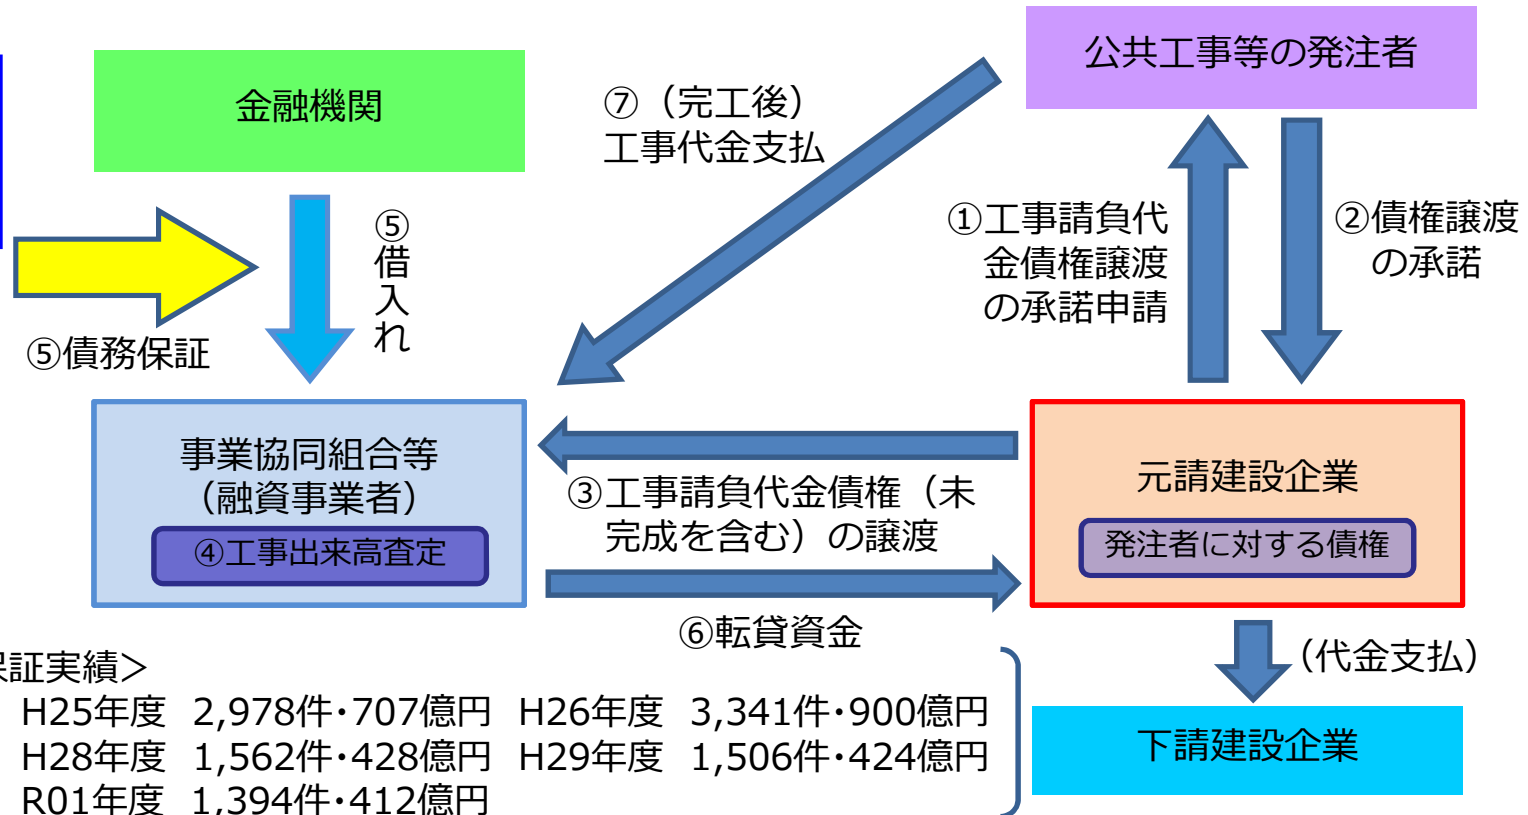 公共工事等の発注者
金融機関
⑦（完工後）
工事代金支払
①工事請負代
金債権譲渡
の承諾申請
②債権譲渡
の承諾
⑤借入れ
⑤債務保証
事業協同組合等
（融資事業者）
④工事出来高査定
③工事請負代金債権（未
完成を含む）の譲渡
元請建設企業
発注者に対する債権
⑥転貸資金
（代金支払）
証実績＞
H25年度 2,978件・707億円 H26年度 3,341件・900億円
H28年度 1,562件・428億円 H29年度 1,506件・424億円
R01年度 1,394件・412億円
下請建設企業